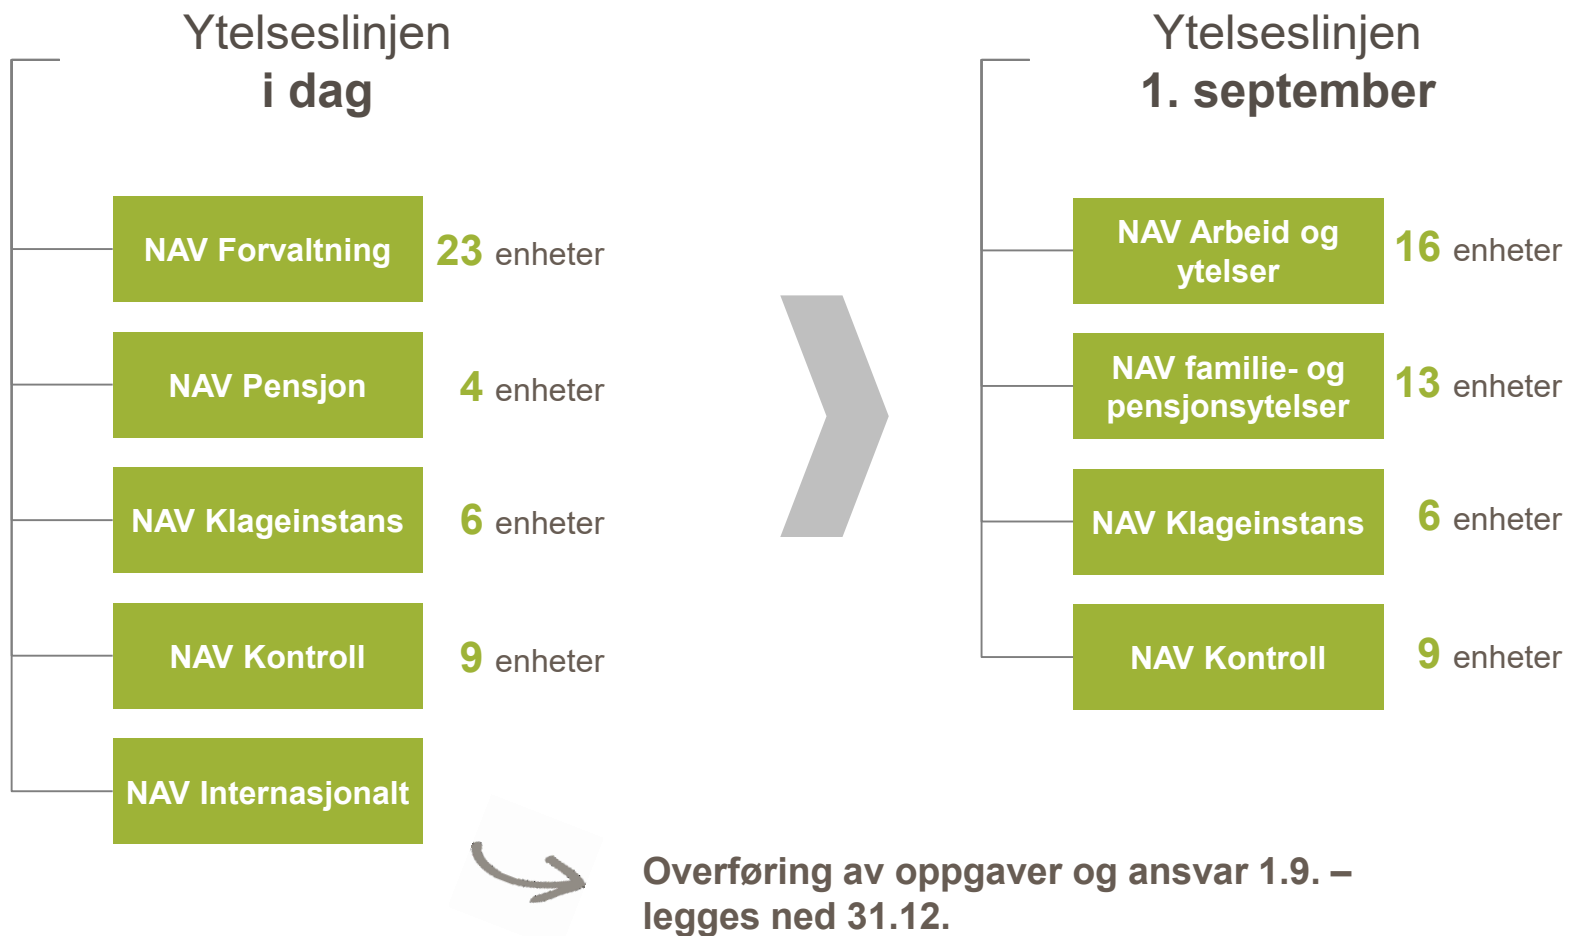 Ytelseslinjen
i dag
NAV Forvaltning
23 enheter
NAV Pensjon
4 enheter
NAV Klageinstans
6 enheter
NAV Kontroll
9 enheter
NAV Internasjonalt
Overføring av oppgaver og ansvar 1.9. –
legges ned 31.12.
Ytelseslinjen
1. september
NAV Arbeid og
ytelser
16 enheter
NAV familie- og
pensjonsytelser
13 enheter
NAV Klageinstans
6 enheter
NAV Kontroll
9 enheter